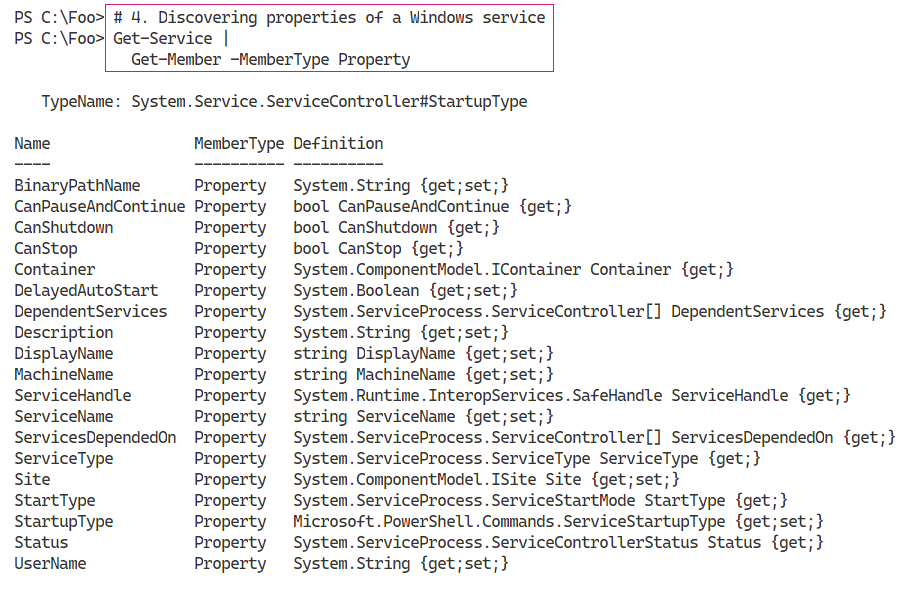 PS C:\Foo> # 4. Discovering properties of a Windows service
PS C:\Foo> Get-Service |
             Get-Member -MemberType Property

   TypeName: System.Service.ServiceController#StartupType

Name                MemberType Definition
----                ---------- ----------
BinaryPathName      Property   System.String {get;set;}
CanPauseAndContinue Property   bool CanPauseAndContinue {get;}
CanShutdown         Property   bool CanShutdown {get;}
CanStop             Property   bool CanStop {get;}
Container           Property   System.ComponentModel.IContainer Container {get;}
DelayedAutoStart    Property   System.Boolean {get;set;}
DependentServices   Property   System.ServiceProcess.ServiceController[] DependentServices {get;}
Description         Property   System.String {get;set;}
DisplayName         Property   string DisplayName {get;set;}
MachineName         Property   string MachineName {get;set;}
ServiceHandle       Property   System.Runtime.InteropServices.SafeHandle ServiceHandle {get;}
ServiceName         Property   string ServiceName {get;set;}
ServicesDependedOn  Property   System.ServiceProcess.ServiceController[] ServicesDependedOn {get;}
ServiceType         Property   System.ServiceProcess.ServiceType ServiceType {get;}
Site                Property   System.ComponentModel.ISite Site {get;set;}
StartType           Property   System.ServiceProcess.ServiceStartMode StartType {get;}
StartupType         Property   Microsoft.PowerShell.Commands.ServiceStartupType {get;set;}
Status              Property   System.ServiceProcess.ServiceControllerStatus Status {get;}
UserName            Property   System.String {get;set;}